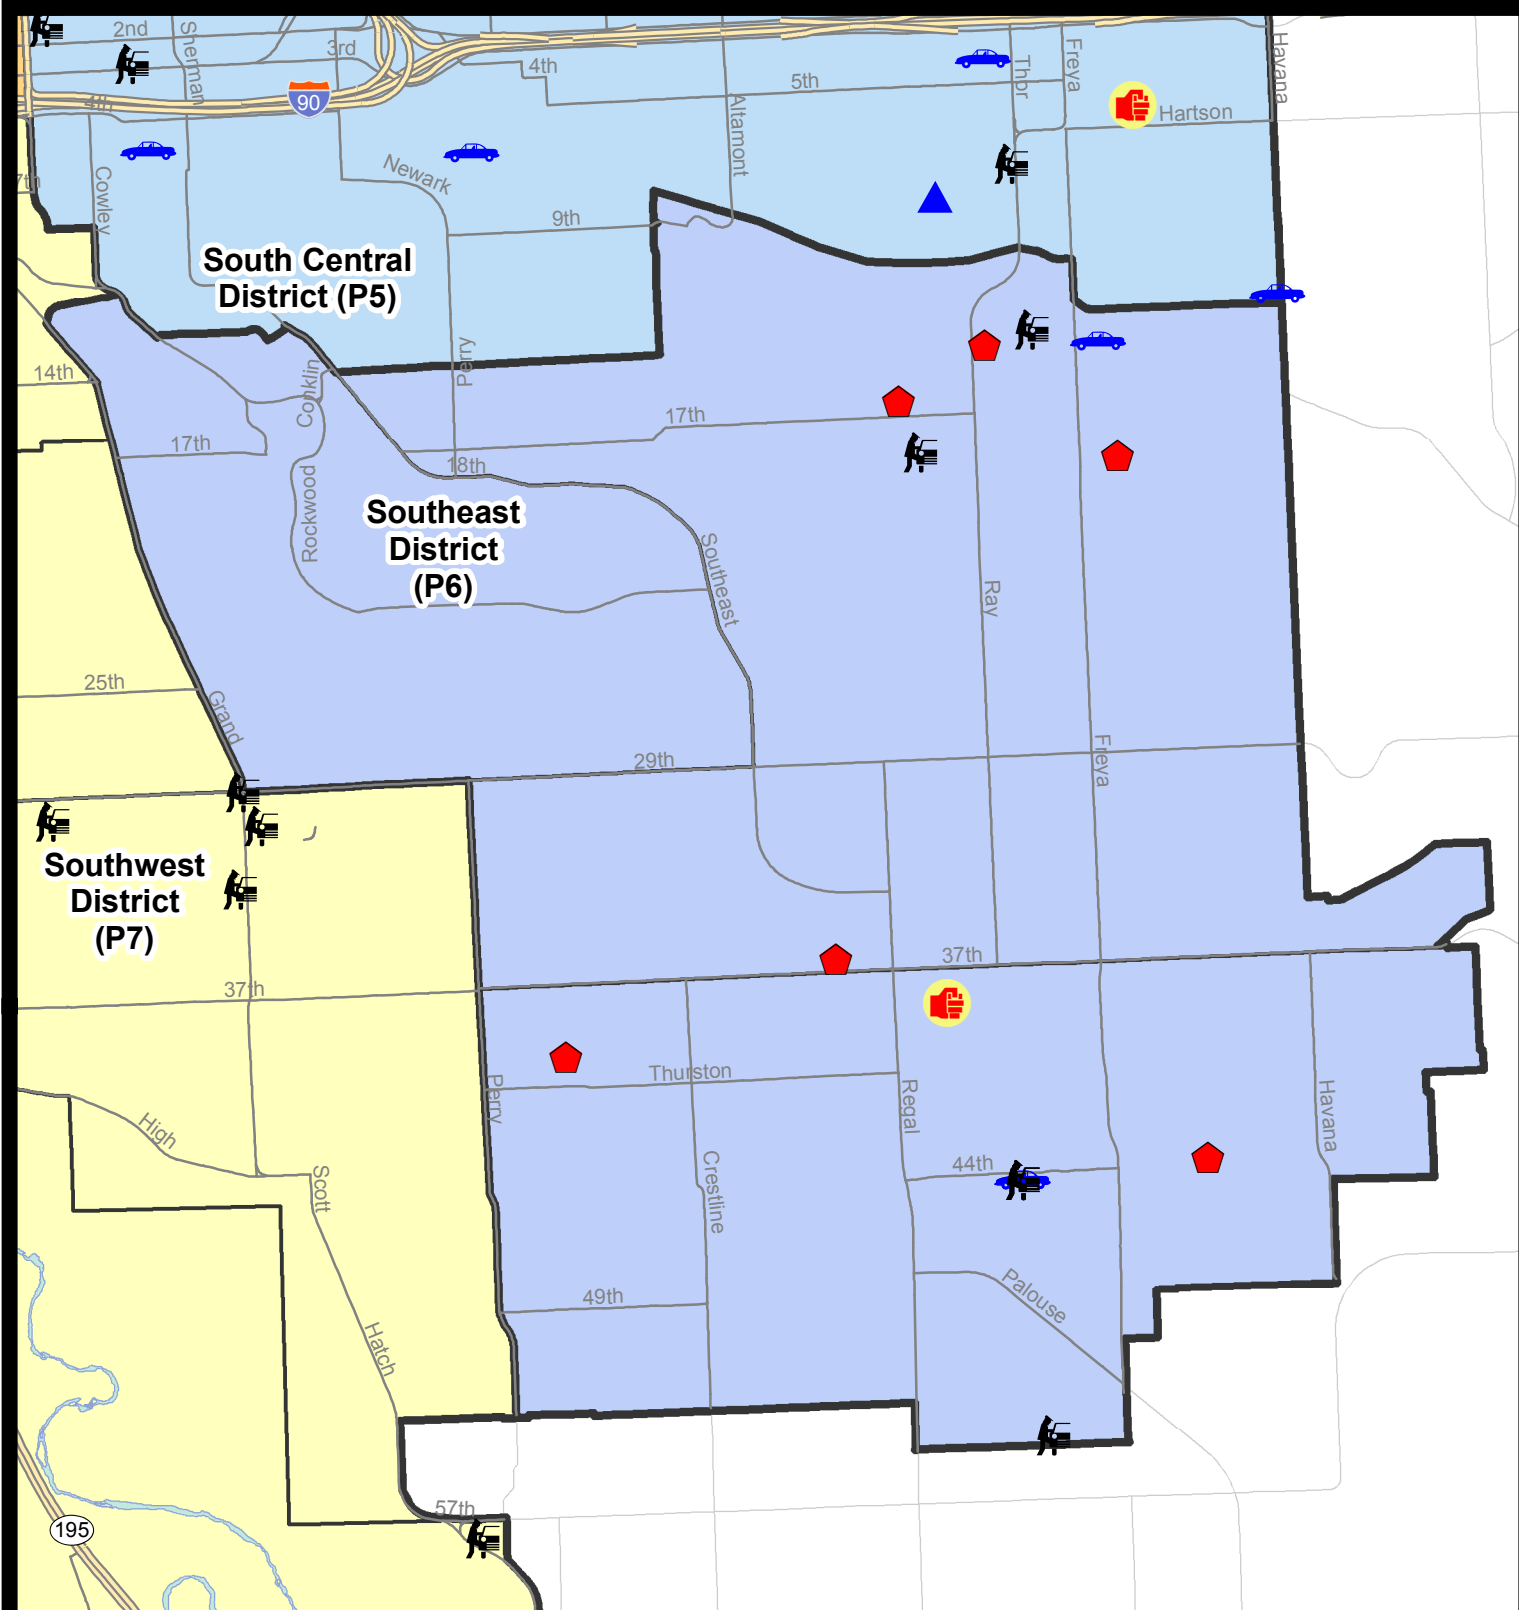 2nd
Sherman
3rd
4th
5th
Thor
Freya
Havana
90
4th
Altamont
Hartson
7th
Cowley
Newark
9th
South Central
District (P5)
Perry
14th
Conklin
17th
17th
18th
Rockwood
Southeast
District
(P6)
Southeast
Ray
25th
Grand
29th
Freya
Southwest
District
(P7)
37th
37th
Thurston
Perry
Regal
Havana
High
Scott
Crestline
44th
49th
Palouse
Hatch
57th
195